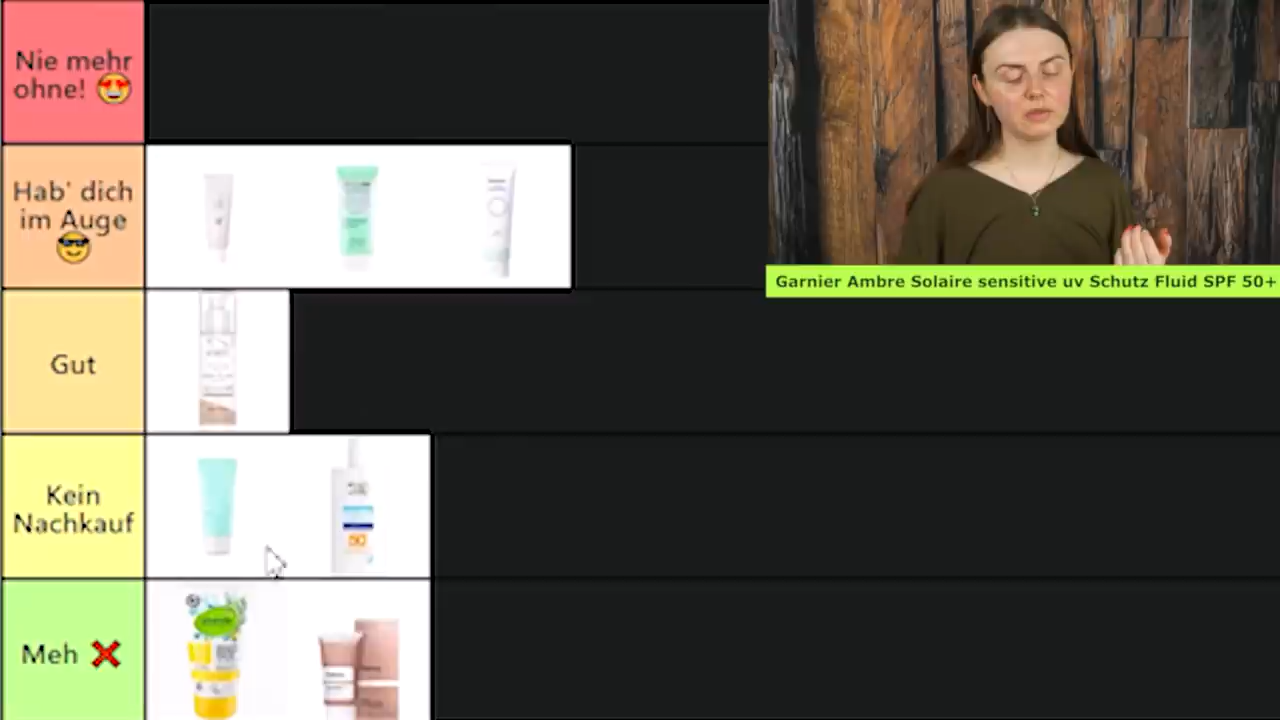 Nie mehr
ohne! 😍
Hab' dich
im Auge
😎
Garnier Ambre Solaire sensitive uv Schutz Fluid SPF 50+
Gut
Kein
Nachkauf
50
Meh ❌